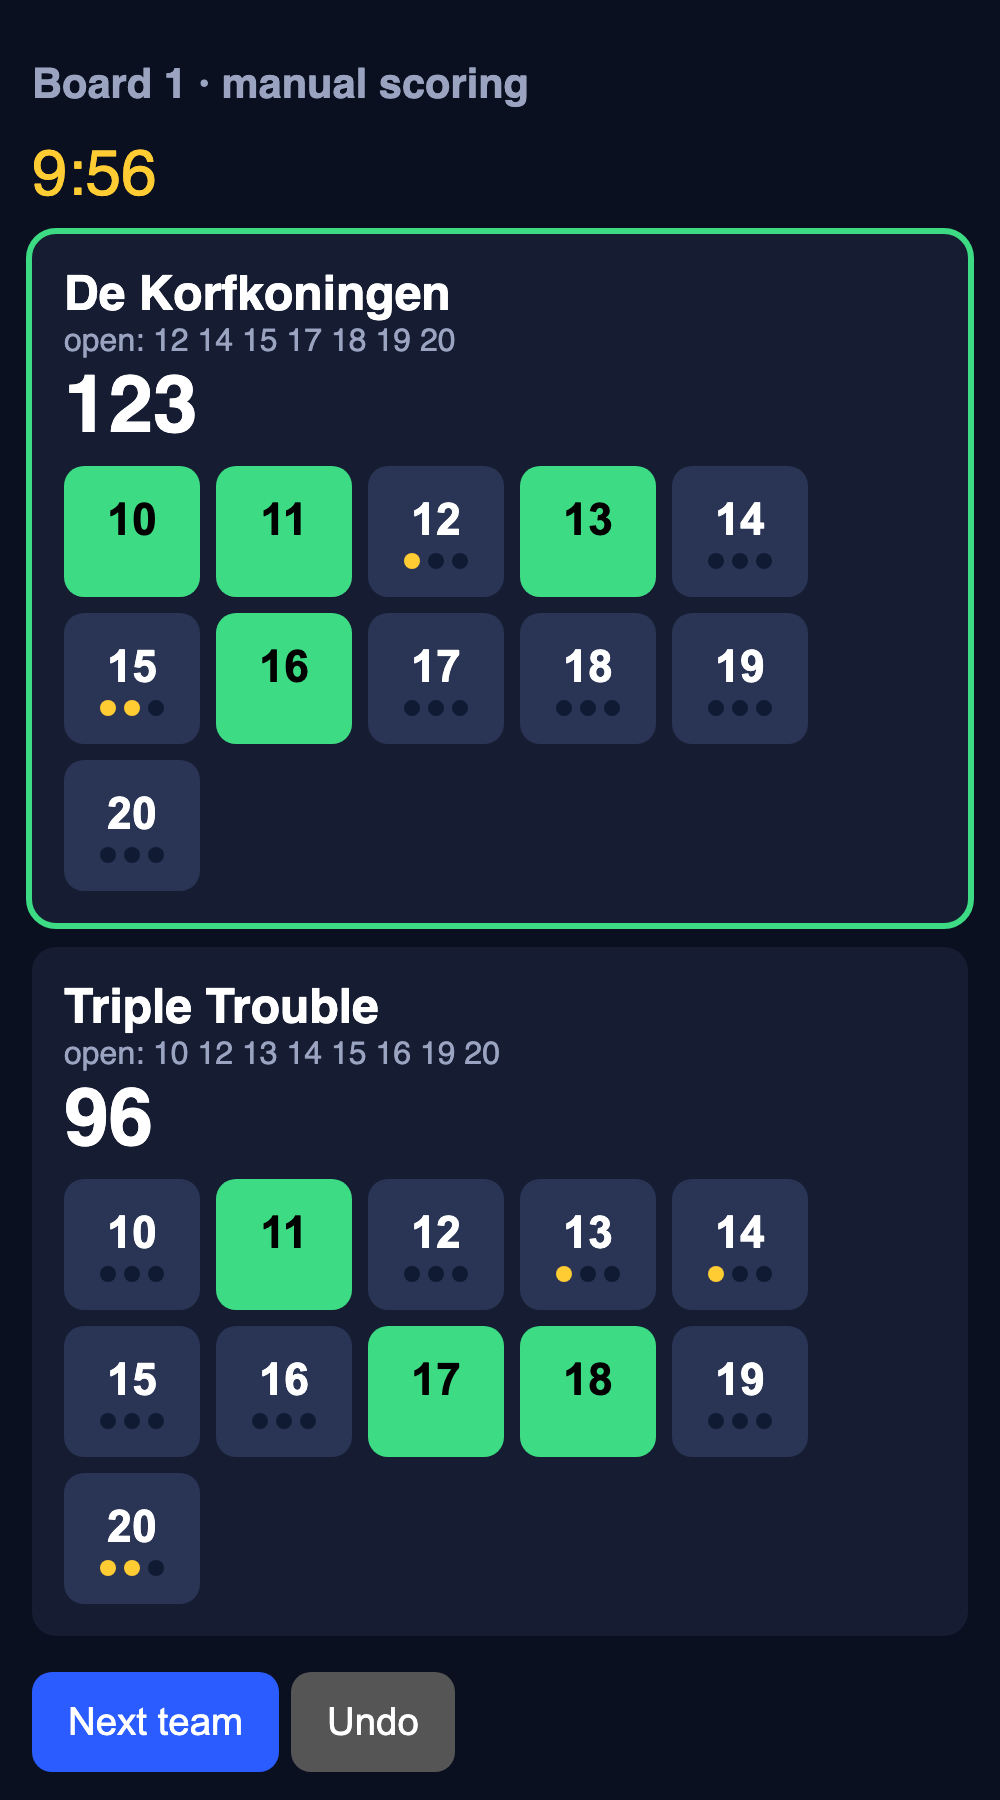 Board 1 · manual scoring
9:56
De Korfkoningen
open: 12 14 15 17 18 19 20
123
10 11 12 13 14
15 16 17 18 19
20
Triple Trouble
open: 10 12 13 14 15 16 19 20
96
10 11 12 13 14
15 16 17 18 19
20
Next team Undo